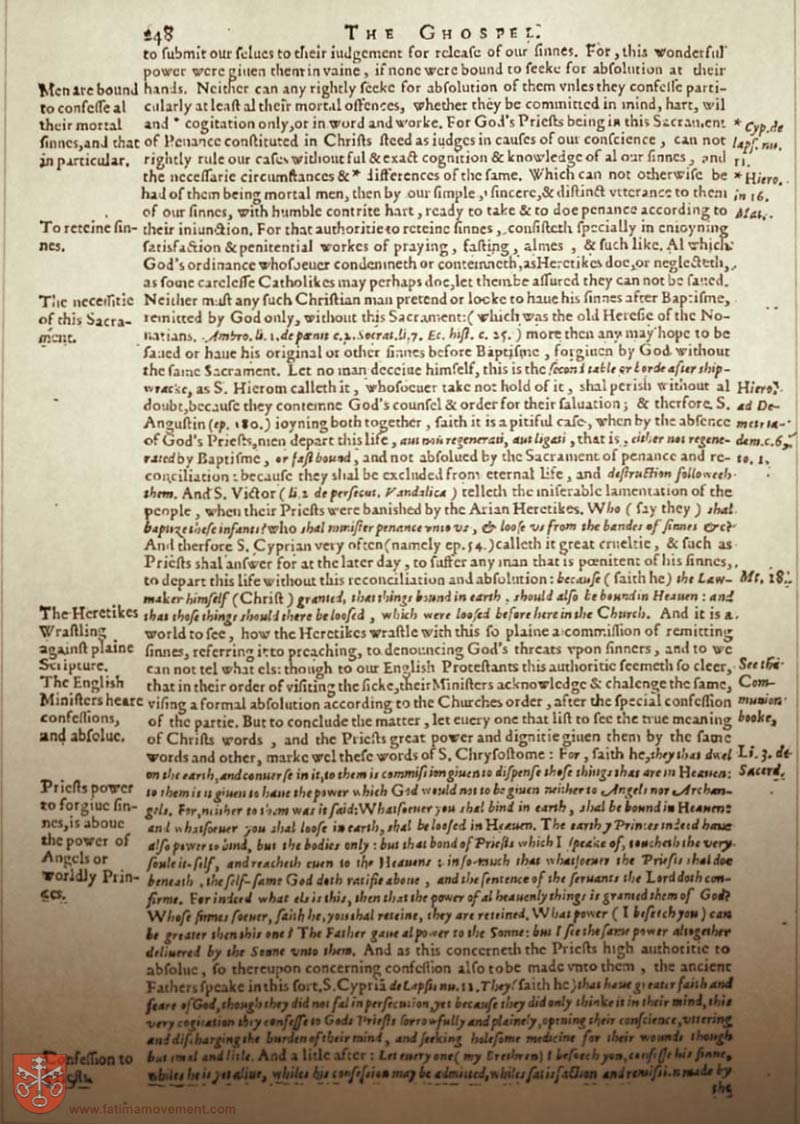 248 THE GHOSPEL
to ſubmit our ſelues to their iudgement for releaſe of our ſinnes. For, this wonderful
power were giuen them in vaine, if none were bound to ſeeke for abſolution at their
hands. Neither can any rightly ſeeke for abſolution of them vnles they confeſſe parti-
cularly at leaſt al their mortal offences, whether they be committed in mind, hart, wil
and * cogitation only, or in word and worke. For God's Prieſts being in this Sacrament
of Penance conſtituted in Chriſts ſteed as iudges in cauſes of our conſcience, can not
rightly rule our caſes without ful & exact cognition & knowledge of al our ſinnes, and
the neceſſarie circumſtances & * differences of the ſame. Which can not otherwiſe be
had of them being mortal men, then by our ſimple, ſincere, & diſtinct vtterance to them
of our ſinnes, with humble contrite hart, ready to take & to doe penance according to
their iniunction. For that authoritie to reteine ſinnes, conſiſteth ſpecially in enioyning
ſatisfaction & penitential workes of praying, faſting, almes, & ſuch like. Al which
God's ordinance whoſoeuer condemneth or contemneth, as Heretikes doe, or neglecteth,
as ſome careleſſe Catholikes may perhaps doe, let them be aſſured they can not be ſaued.
Neither muſt any ſuch Chriſtian man pretend or looke to haue his ſinnes after Baptiſme,
remitted by God only, without this Sacrament: (which was the old Hereſie of the No-
uatians. Ambro. li. 1. de pœnit c. 2. Socrat. li. 7. Ec. hiſt. c. 25.) more then any may hope to be
ſaued or haue his original or other ſinnes before Baptiſme, forgiuen by God without
the ſame Sacrament. Let no man deceiue himſelf, this is the ſecond table or borde after ship-
wracke, as S. Hierom calleth it, whoſoeuer take not hold of it, shal perish without al
doubt, becauſe they contemne God's counſel & order for their ſaluation; & therfore S.
Auguſtin (ep. 180.) ioyning both together, ſaith it is a pitiful caſe, when by the abſence
of God's Prieſts, men depart this life, aut non regenerati, aut ligati, that is, either not regene-
rated by Baptiſme, or faſt bound, and not abſolued by the Sacrament of penance and re-
conciliation: becauſe they shal be excluded from eternal life, and deſtruction followeth
them. And S. Victor (li. 2 de perſecut. Vandalica) telleth the miſerable lamentation of the
people, when their Prieſts were banished by the Arian Heretikes. Who (ſay they) shal
baptize theſe infants? who shal miniſter penance vnto vs, & looſe vs from the bandes of ſinnes &c?
And therfore S. Cyprian very often (namely ep. 54.) calleth it great crueltie, & ſuch as
Prieſts shal anſwer for at the later day, to ſuffer any man that is pœnitent of his ſinnes,
to depart this life without this reconciliation and abſolution: becauſe (ſaith he) the Law-
maker himſelf (Chriſt) granted, that things bound in earth, should alſo be bound in Heauen: and
that thoſe things should there be looſed, which were looſed before here in the Church. And it is a
world to ſee, how the Heretikes wraſtle with this ſo plaine a commiſſion of remitting
ſinnes, referring it to preaching, to denouncing God's threats vpon ſinners, and to we
can not tel what els: though to our English Proteſtants this authoritie ſeemeth ſo cleer,
that in their order of viſiting the ſicke, their Miniſters acknowledge & chalenge the ſame,
viſing a formal abſolution according to the Churches order, after the ſpecial confeſſion
of the partie. But to conclude the matter, let euery one that liſt to ſee the true meaning
of Chriſts words, and the Prieſts great power and dignitie giuen them by the ſame
words and other, marke wel theſe words of S. Chryſoſtome: For, ſaith he, they that dwel
on the earth, and conuerſe in it, to them is commiſſion giuen to diſpenſe thoſe things that are in Heauen:
to them is it giuen to haue the power which God would not to be giuen neither to Angels nor Archan-
gels. For, neither to them was it ſaid: Whatſoeuer you shal bind in earth, shal be bound in Heauen:
and whatſoeuer you shal looſe in earth, shal be looſed in Heauen. The earthy Princes indeed haue
alſo power to bind, but the bodies only: but that bond of Prieſts which I ſpeake of, toucheth the very
ſoule it-ſelf, and reacheth euen to the Heauens: in-ſo-much that whatſoeuer the Prieſts shal doe
beneath, the ſelf-ſame God doth ratifie aboue, and the ſentence of the ſeruants the Lord doth con-
firme. For indeed what els is this, then that the power of al heauenly things is granted them of God?
Whoſe ſinnes ſoeuer, ſaith he, you shal reteine, they are reteined. What power (I beſeech you) can
be greater then this one? The Father gaue al power to the Sonne: but I ſee the ſame power altogether
deliuered by the Sonne vnto them. And as this concerneth the Prieſts high authoritie to
abſolue, ſo thereupon concerning confeſſion alſo to be made vnto them, the ancient
Fathers ſpeake in this ſort. S. Cypriã de Lapſis nu. 11. They (ſaith he) that haue greater faith and
feare of God, though they did not fal in perſecution, yet becauſe they did only thinke it in their mind, this
very cogitation they confeſſe to Gods Prieſts ſorrowfully and plainely, opening their conſcience, vttering
and diſcharging the burden of their mind, and ſeeking holeſome medicine for their wounds though
but ſmal and litle. And a litle after: Let euery one (my Brethren) I beſeech you, confeſſe his ſinne,
whiles he is yet aliue, whiles his confeſſion may be admitted, whiles ſatisfaction and remiſſion made by
the
Men are bound
to confeſſe al
their mortal
ſinnes, and that
in particular.
To reteine ſin-
nes.
The neceſſitie
of this Sacra-
ment.
The Heretikes
Wraſtling
againſt plaine
Scripture.
The English
Miniſters heare
confeſſions,
and abſolue.
Prieſts power
to forgiue ſin-
nes, is aboue
the power of
Angels or
worldly Prin-
ces.
Confeſſion to
* Cyp. de
lapſ. nu.
11.
* Hiero.
in 16.
Mat.
Hiero.
ad De-
metria-
dem. c. 6,
to. 1.
Mt. 18.
See the
Com-
munion
booke,
Li. 3. de
Sacerd.
www.fatimamovement.com